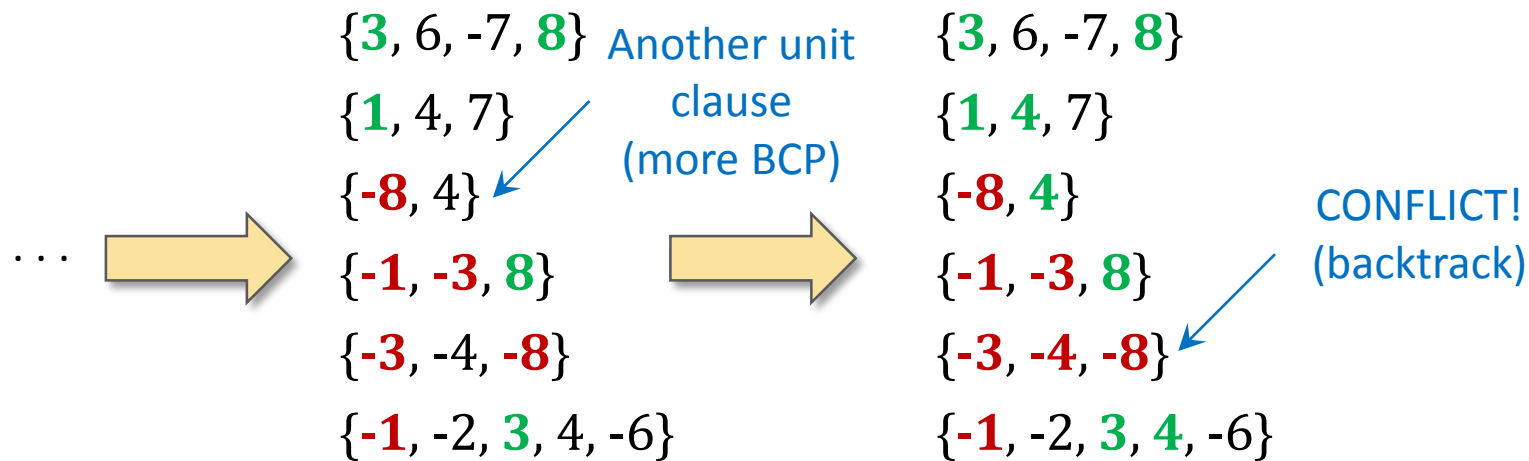 {3, 6, -7, 8}
{1, 4, 7}
{-8, 4}
{-1, -3, 8}
{-3, -4, -8}
{-1, -2, 3, 4, -6}
Another unit
clause
(more BCP)
. . .
{3, 6, -7, 8}
{1, 4, 7}
{-8, 4}
{-1, -3, 8}
{-3, -4, -8}
{-1, -2, 3, 4, -6}
CONFLICT!
(backtrack)